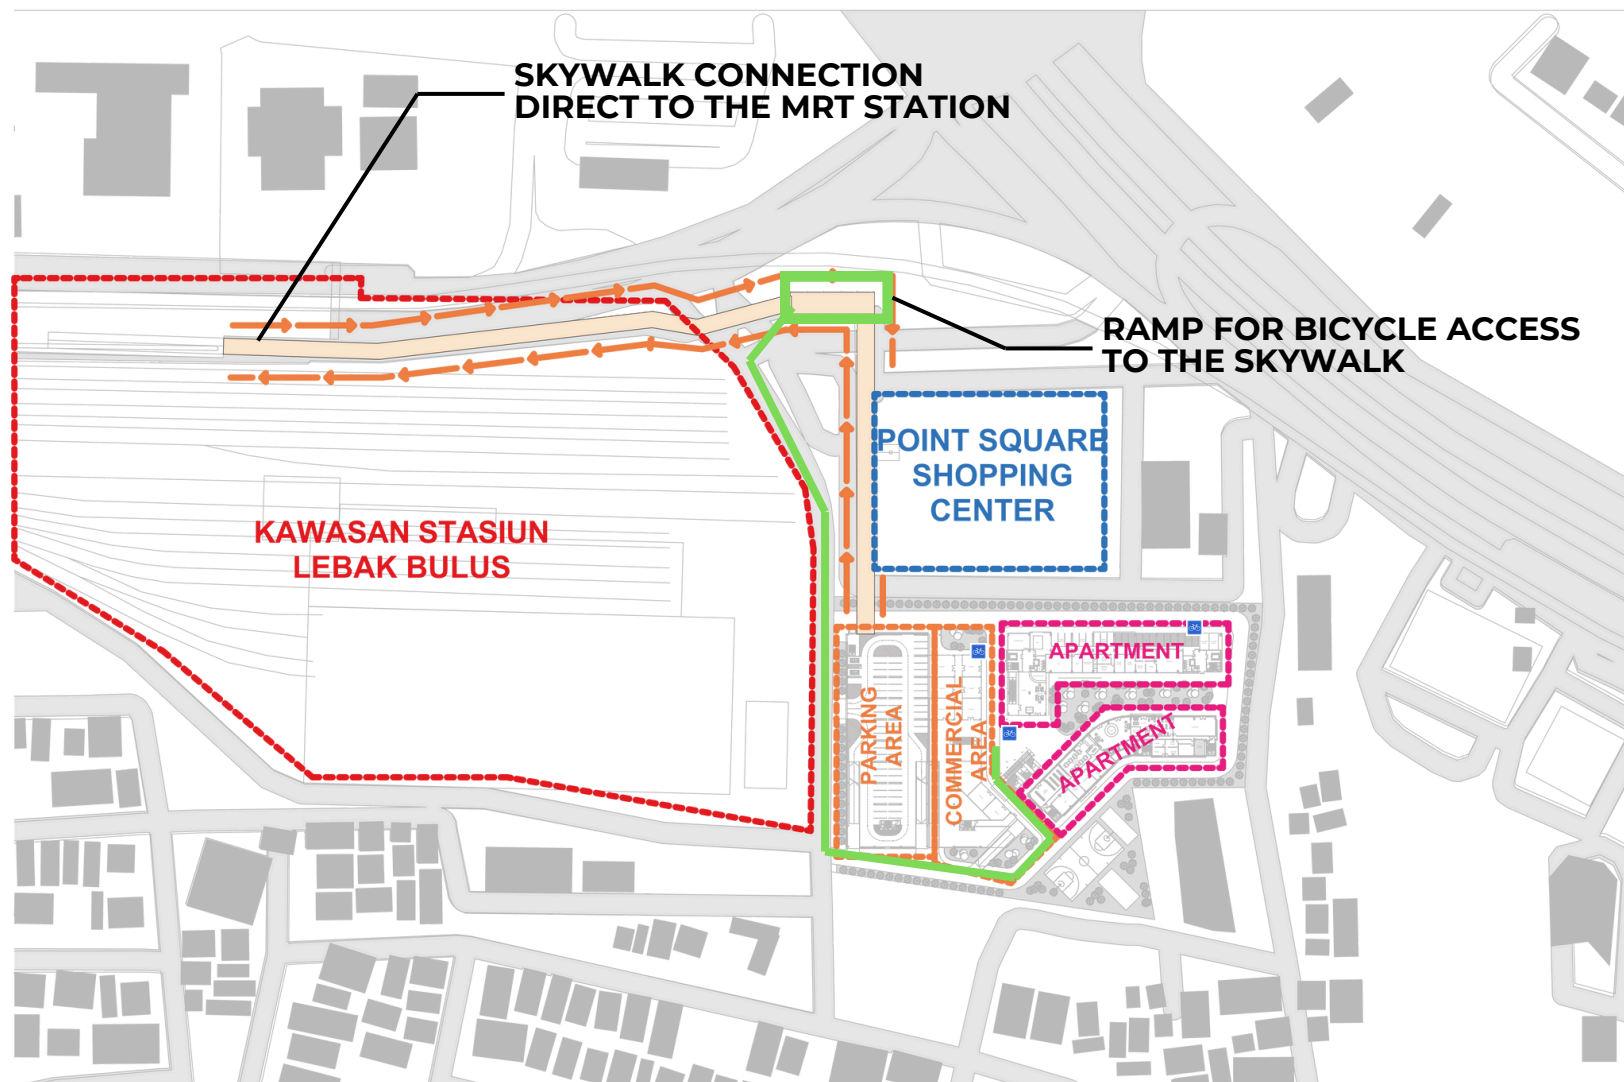 SKYWALK CONNECTION
DIRECT TO THE MRT STATION
RAMP FOR BICYCLE ACCESS
TO THE SKYWALK
POINT SQUARE
SHOPPING
CENTER
KAWASAN STASIUN
LEBAK BULUS
PARKING
AREA
COMMERCIAL
AREA
APARTMENT
APARTMENT